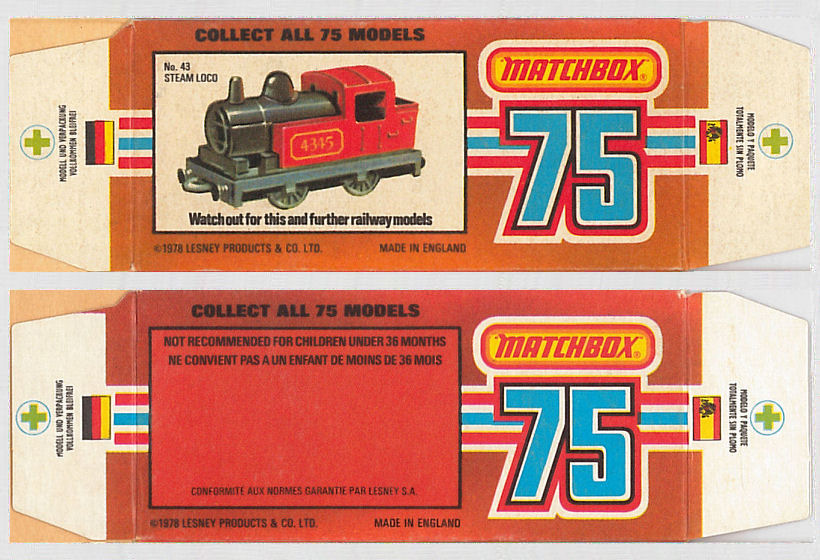 COLLECT ALL 75 MODELS
No. 43
STEAM LOCO
4345
Watch out for this and further railway models
©1978 LESNEY PRODUCTS & CO. LTD. MADE IN ENGLAND
MATCHBOX®
75
MODELL UND VERPACKUNG
VOLLKOMMEN BLEIFREI
MODELO Y PAQUETE
TOTALMENTE SIN PLOMO
COLLECT ALL 75 MODELS
NOT RECOMMENDED FOR CHILDREN UNDER 36 MONTHS
NE CONVIENT PAS A UN ENFANT DE MOINS DE 36 MOIS
CONFORMITÉ AUX NORMES GARANTIE PAR LESNEY S.A.
©1978 LESNEY PRODUCTS & CO. LTD. MADE IN ENGLAND
MATCHBOX®
75
MODELL UND VERPACKUNG
VOLLKOMMEN BLEIFREI
MODELO Y PAQUETE
TOTALMENTE SIN PLOMO